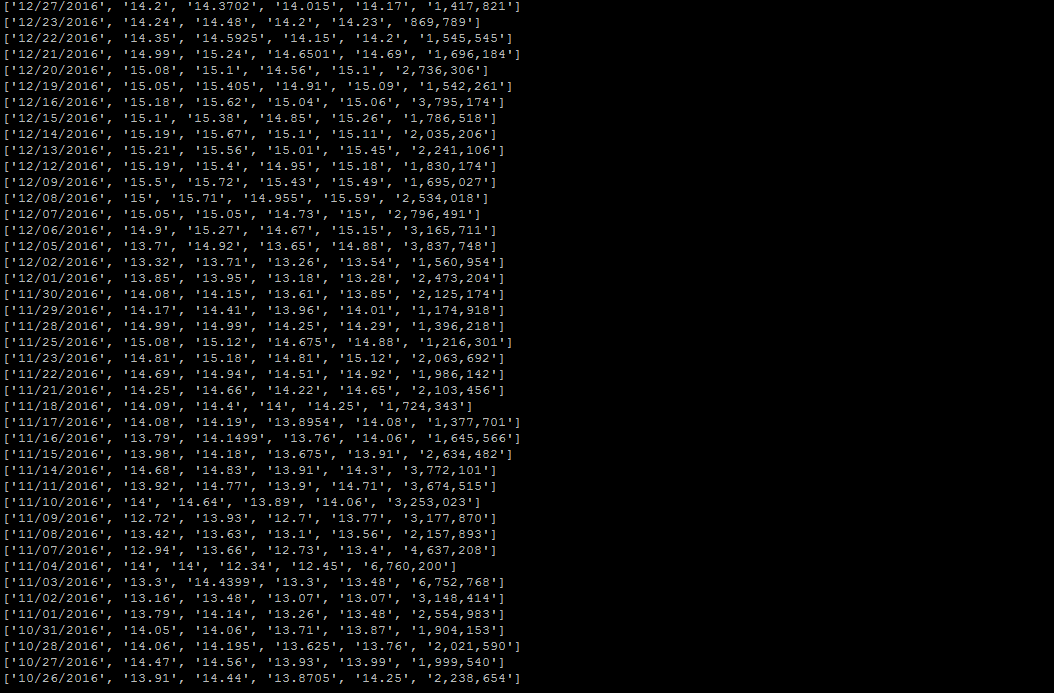 ['12/27/2016', '14.2', '14.3702', '14.015', '14.17', '1,417,821']
['12/23/2016', '14.24', '14.48', '14.2', '14.23', '869,789']
['12/22/2016', '14.35', '14.5925', '14.15', '14.2', '1,545,545']
['12/21/2016', '14.99', '15.24', '14.6501', '14.69', '1,696,184']
['12/20/2016', '15.08', '15.1', '14.56', '15.1', '2,736,306']
['12/19/2016', '15.05', '15.405', '14.91', '15.09', '1,542,261']
['12/16/2016', '15.18', '15.62', '15.04', '15.06', '3,795,174']
['12/15/2016', '15.1', '15.38', '14.85', '15.26', '1,786,518']
['12/14/2016', '15.19', '15.67', '15.1', '15.11', '2,035,206']
['12/13/2016', '15.21', '15.56', '15.01', '15.45', '2,241,106']
['12/12/2016', '15.19', '15.4', '14.95', '15.18', '1,830,174']
['12/09/2016', '15.5', '15.72', '15.43', '15.49', '1,695,027']
['12/08/2016', '15', '15.71', '14.955', '15.59', '2,534,018']
['12/07/2016', '15.05', '15.05', '14.73', '15', '2,796,491']
['12/06/2016', '14.9', '15.27', '14.67', '15.15', '3,165,711']
['12/05/2016', '13.7', '14.92', '13.65', '14.88', '3,837,748']
['12/02/2016', '13.32', '13.71', '13.26', '13.54', '1,560,954']
['12/01/2016', '13.85', '13.95', '13.18', '13.28', '2,473,204']
['11/30/2016', '14.08', '14.15', '13.61', '13.85', '2,125,174']
['11/29/2016', '14.17', '14.41', '13.96', '14.01', '1,174,918']
['11/28/2016', '14.99', '14.99', '14.25', '14.29', '1,396,218']
['11/25/2016', '15.08', '15.12', '14.675', '14.88', '1,216,301']
['11/23/2016', '14.81', '15.18', '14.81', '15.12', '2,063,692']
['11/22/2016', '14.69', '14.94', '14.51', '14.92', '1,986,142']
['11/21/2016', '14.25', '14.66', '14.22', '14.65', '2,103,456']
['11/18/2016', '14.09', '14.4', '14', '14.25', '1,724,343']
['11/17/2016', '14.08', '14.19', '13.8954', '14.08', '1,377,701']
['11/16/2016', '13.79', '14.1499', '13.76', '14.06', '1,645,566']
['11/15/2016', '13.98', '14.18', '13.675', '13.91', '2,634,482']
['11/14/2016', '14.68', '14.83', '13.91', '14.3', '3,772,101']
['11/11/2016', '13.92', '14.77', '13.9', '14.71', '3,674,515']
['11/10/2016', '14', '14.64', '13.89', '14.06', '3,253,023']
['11/09/2016', '12.72', '13.93', '12.7', '13.77', '3,177,870']
['11/08/2016', '13.42', '13.63', '13.1', '13.56', '2,157,893']
['11/07/2016', '12.94', '13.66', '12.73', '13.4', '4,637,208']
['11/04/2016', '14', '14', '12.34', '12.45', '6,760,200']
['11/03/2016', '13.3', '14.4399', '13.3', '13.48', '6,752,768']
['11/02/2016', '13.16', '13.48', '13.07', '13.07', '3,148,414']
['11/01/2016', '13.79', '14.14', '13.26', '13.48', '2,554,983']
['10/31/2016', '14.05', '14.06', '13.71', '13.87', '1,904,153']
['10/28/2016', '14.06', '14.195', '13.625', '13.76', '2,021,590']
['10/27/2016', '14.47', '14.56', '13.93', '13.99', '1,999,540']
['10/26/2016', '13.91', '14.44', '13.8705', '14.25', '2,238,654']